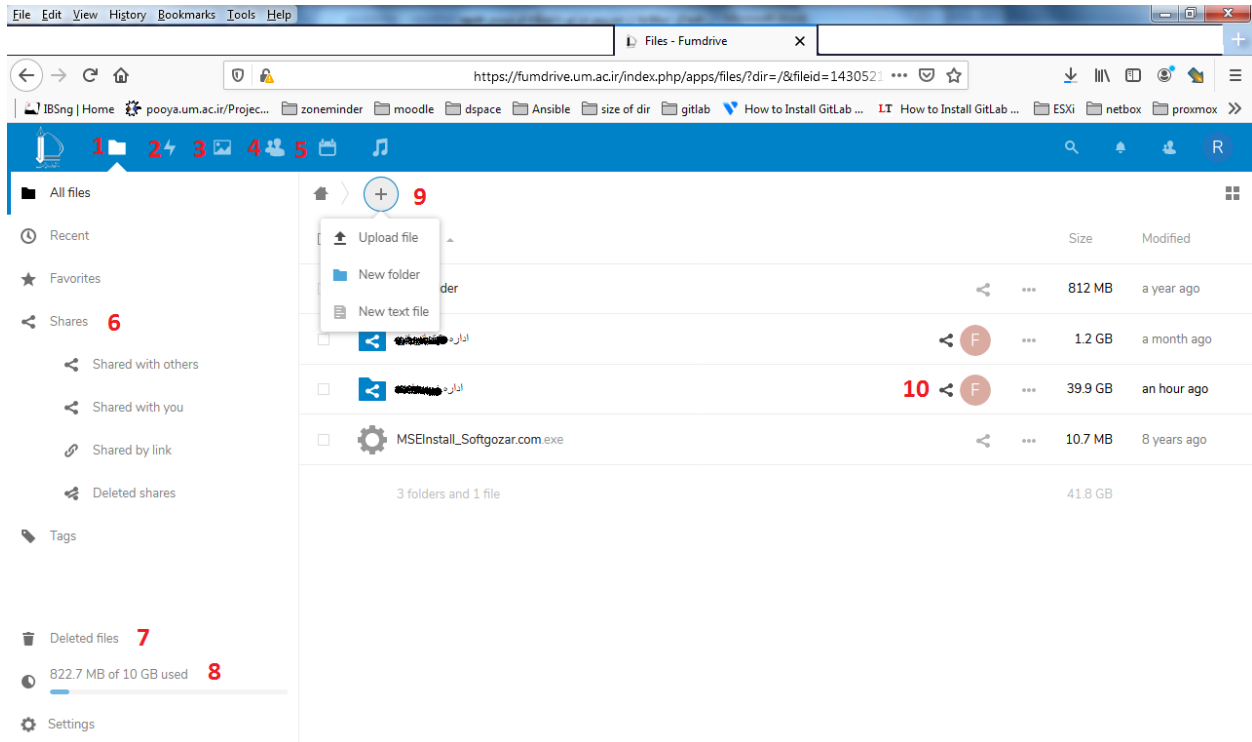 File Edit View History Bookmarks Tools Help
Files - Fumdrive
https://fumdrive.um.ac.ir/index.php/apps/files/?dir=/&fileid=1430521
IBSng | Home pooya.um.ac.ir/Projec... zoneminder moodle dspace Ansible size of dir gitlab How to Install GitLab ... LT How to Install GitLab ... ESXi netbox proxmox
1 2 3 4 5 R
All files 9
Recent Size Modified
Upload file
Favorites
New folder
der 812 MB a year ago
New text file
Shares 6
اداره F 1.2 GB a month ago
Shared with others
اداره 10 F 39.9 GB an hour ago
Shared with you
MSEInstall_Softgozar.com.exe 10.7 MB 8 years ago
Shared by link
Deleted shares 3 folders and 1 file 41.8 GB
Tags
Deleted files 7
822.7 MB of 10 GB used 8
Settings